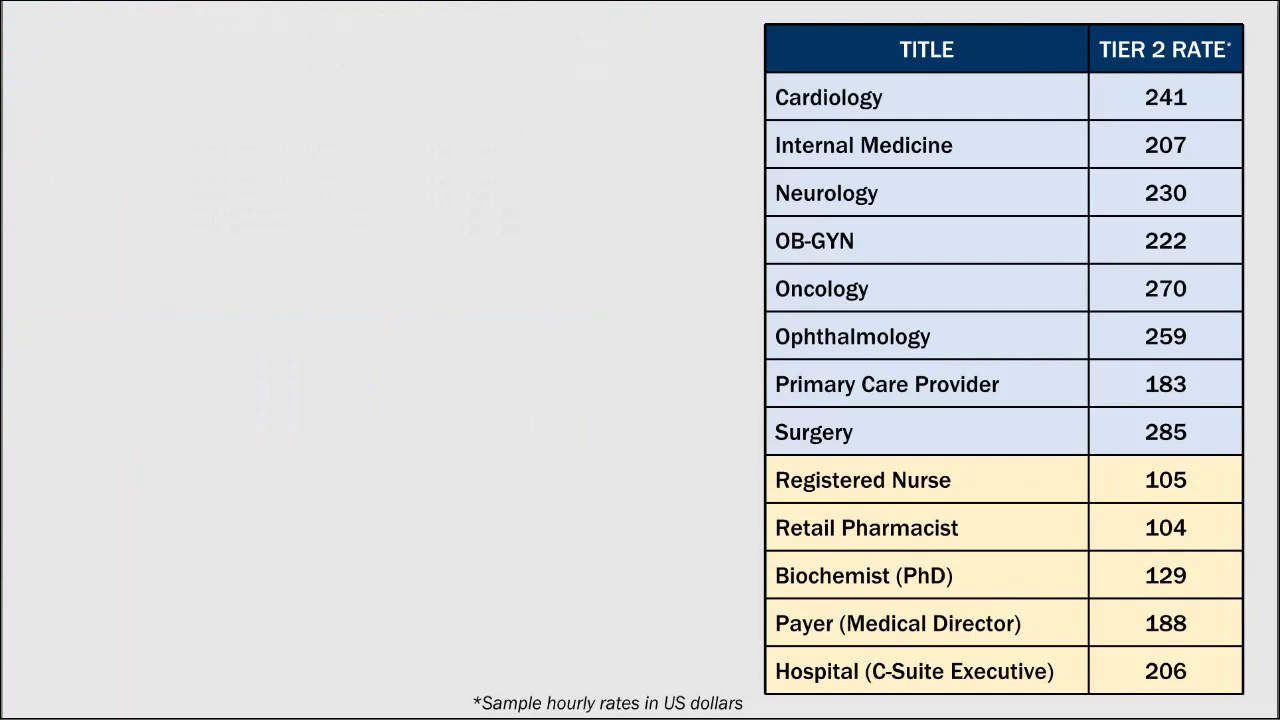 TITLE TIER 2 RATE*
Cardiology 241
Internal Medicine 207
Neurology 230
OB-GYN 222
Oncology 270
Ophthalmology 259
Primary Care Provider 183
Surgery 285
Registered Nurse 105
Retail Pharmacist 104
Biochemist (PhD) 129
Payer (Medical Director) 188
Hospital (C-Suite Executive) 206
*Sample hourly rates in US dollars